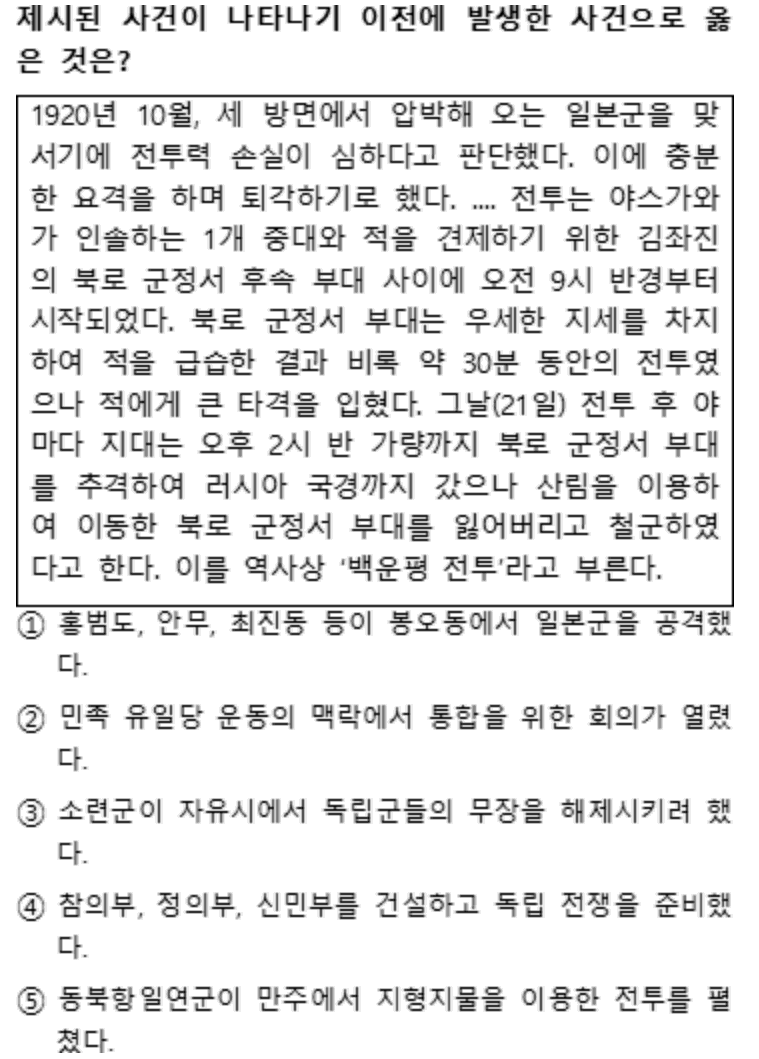 제시된 사건이 나타나기 이전에 발생한 사건으로 옳
은 것은?
1920년 10월, 세 방면에서 압박해 오는 일본군을 맞
서기에 전투력 손실이 심하다고 판단했다. 이에 충분
한 요격을 하며 퇴각하기로 했다. .... 전투는 야스가와
가 인솔하는 1개 중대와 적을 견제하기 위한 김좌진
의 북로 군정서 후속 부대 사이에 오전 9시 반경부터
시작되었다. 북로 군정서 부대는 우세한 지세를 차지
하여 적을 급습한 결과 비록 약 30분 동안의 전투였
으나 적에게 큰 타격을 입혔다. 그날(21일) 전투 후 야
마다 지대는 오후 2시 반 가량까지 북로 군정서 부대
를 추격하여 러시아 국경까지 갔으나 산림을 이용하
여 이동한 북로 군정서 부대를 잃어버리고 철군하였
다고 한다. 이를 역사상 ‘백운평 전투’라고 부른다.
① 홍범도, 안무, 최진동 등이 봉오동에서 일본군을 공격했
다.
② 민족 유일당 운동의 맥락에서 통합을 위한 회의가 열렸
다.
③ 소련군이 자유시에서 독립군들의 무장을 해제시키려 했
다.
④ 참의부, 정의부, 신민부를 건설하고 독립 전쟁을 준비했
다.
⑤ 동북항일연군이 만주에서 지형지물을 이용한 전투를 펼
쳤다.